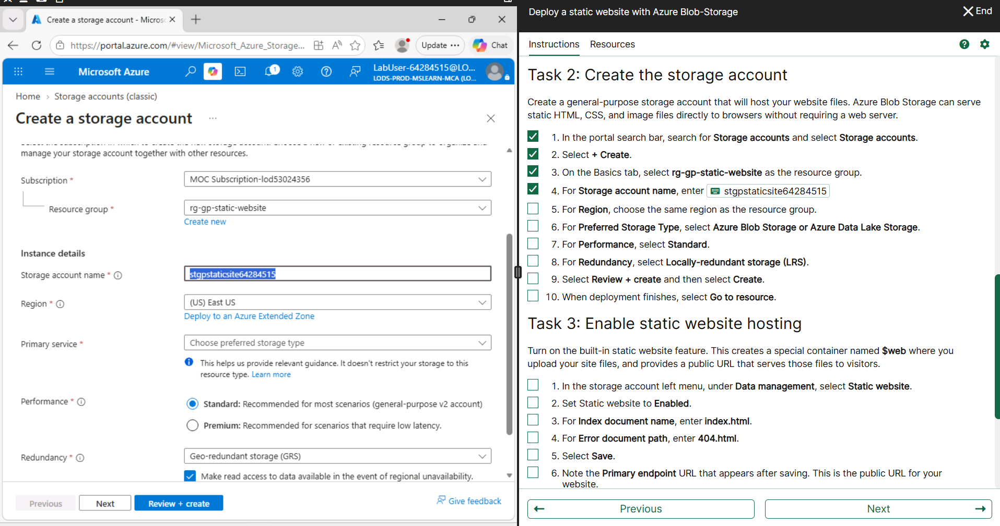 Create a storage account - Micros
https://portal.azure.com/#view/Microsoft_Azure_Storage...
Update
Chat
Microsoft Azure
1
LabUser-64284515@LO...
LODS-PROD-MSLEARN-MCA (LO...
Home > Storage accounts (classic)
Create a storage account ...
manage your storage account together with other resources.
Subscription *
MOC Subscription-lod53024356
Resource group *
rg-gp-static-website
Create new
Instance details
Storage account name *
stgpstaticsite64284515
Region *
(US) East US
Deploy to an Azure Extended Zone
Primary service *
Choose preferred storage type
This helps us provide relevant guidance. It doesn't restrict your storage to this
resource type. Learn more
Performance *
Standard: Recommended for most scenarios (general-purpose v2 account)
Premium: Recommended for scenarios that require low latency.
Redundancy *
Geo-redundant storage (GRS)
Make read access to data available in the event of regional unavailability.
Previous
Next
Review + create
Give feedback
Deploy a static website with Azure Blob-Storage
End
Instructions
Resources
Task 2: Create the storage account
Create a general-purpose storage account that will host your website files. Azure Blob Storage can serve
static HTML, CSS, and image files directly to browsers without requiring a web server.
1. In the portal search bar, search for Storage accounts and select Storage accounts.
2. Select + Create.
3. On the Basics tab, select rg-gp-static-website as the resource group.
4. For Storage account name, enter stgpstaticsite64284515
5. For Region, choose the same region as the resource group.
6. For Preferred Storage Type, select Azure Blob Storage or Azure Data Lake Storage.
7. For Performance, select Standard.
8. For Redundancy, select Locally-redundant storage (LRS).
9. Select Review + create and then select Create.
10. When deployment finishes, select Go to resource.
Task 3: Enable static website hosting
Turn on the built-in static website feature. This creates a special container named $web where you
upload your site files, and provides a public URL that serves those files to visitors.
1. In the storage account left menu, under Data management, select Static website.
2. Set Static website to Enabled.
3. For Index document name, enter index.html.
4. For Error document path, enter 404.html.
5. Select Save.
6. Note the Primary endpoint URL that appears after saving. This is the public URL for your
website.
Previous
Next